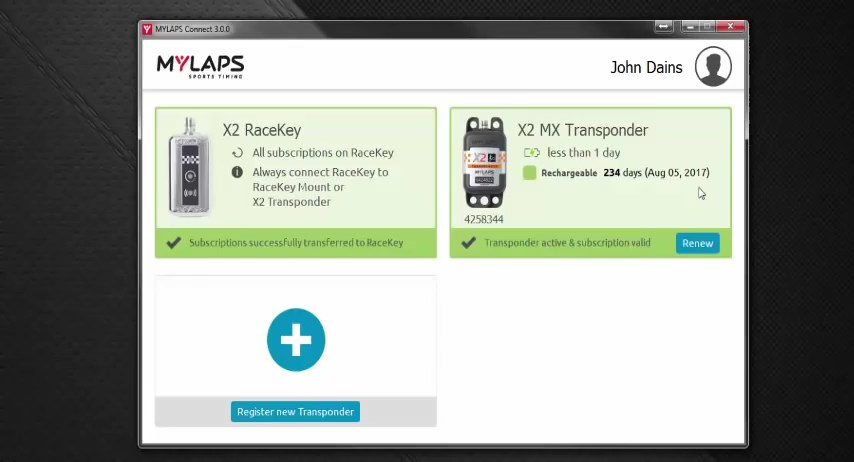 MYLAPS Connect 3.0.0
MYLAPS
SPORTS TIMING
John Dains
X2 RaceKey
All subscriptions on RaceKey
Always connect RaceKey to
RaceKey Mount or
X2 Transponder
Subscriptions successfully transferred to RaceKey
X2 MX Transponder
less than 1 day
Rechargeable 234 days (Aug 05, 2017)
X2
MYLAPS
4258344
Transponder active & subscription valid
Renew
Register new Transponder